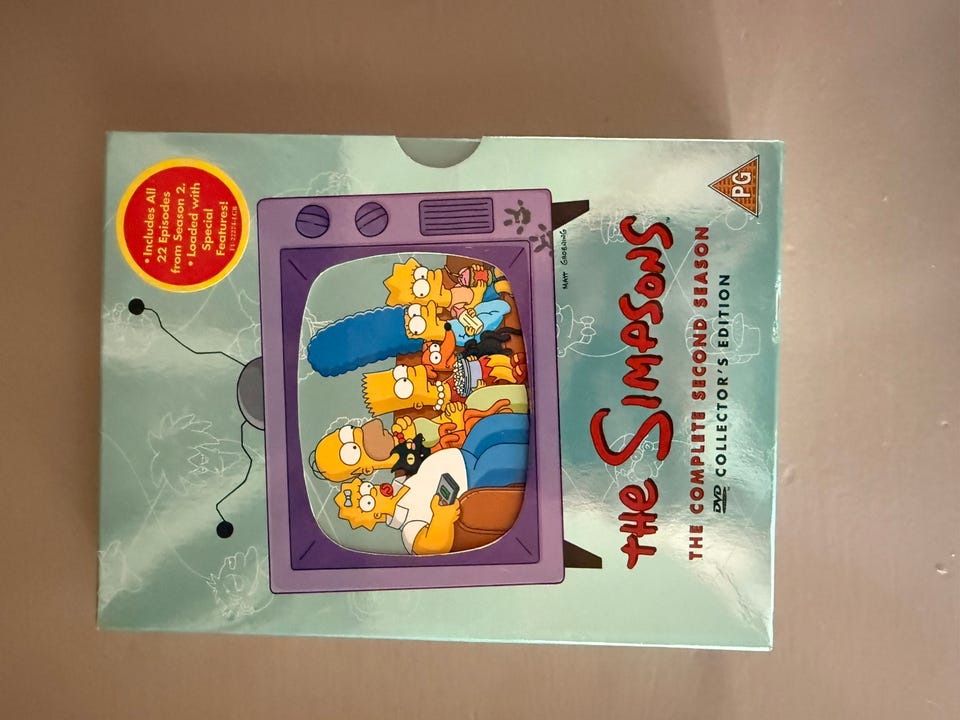 • Includes All
22 Episodes
from Season 2.
• Loaded with
Special
Features!
MATT GROENING
THE SIMPSONS™
THE COMPLETE SECOND SEASON
DVD COLLECTOR'S EDITION
PG